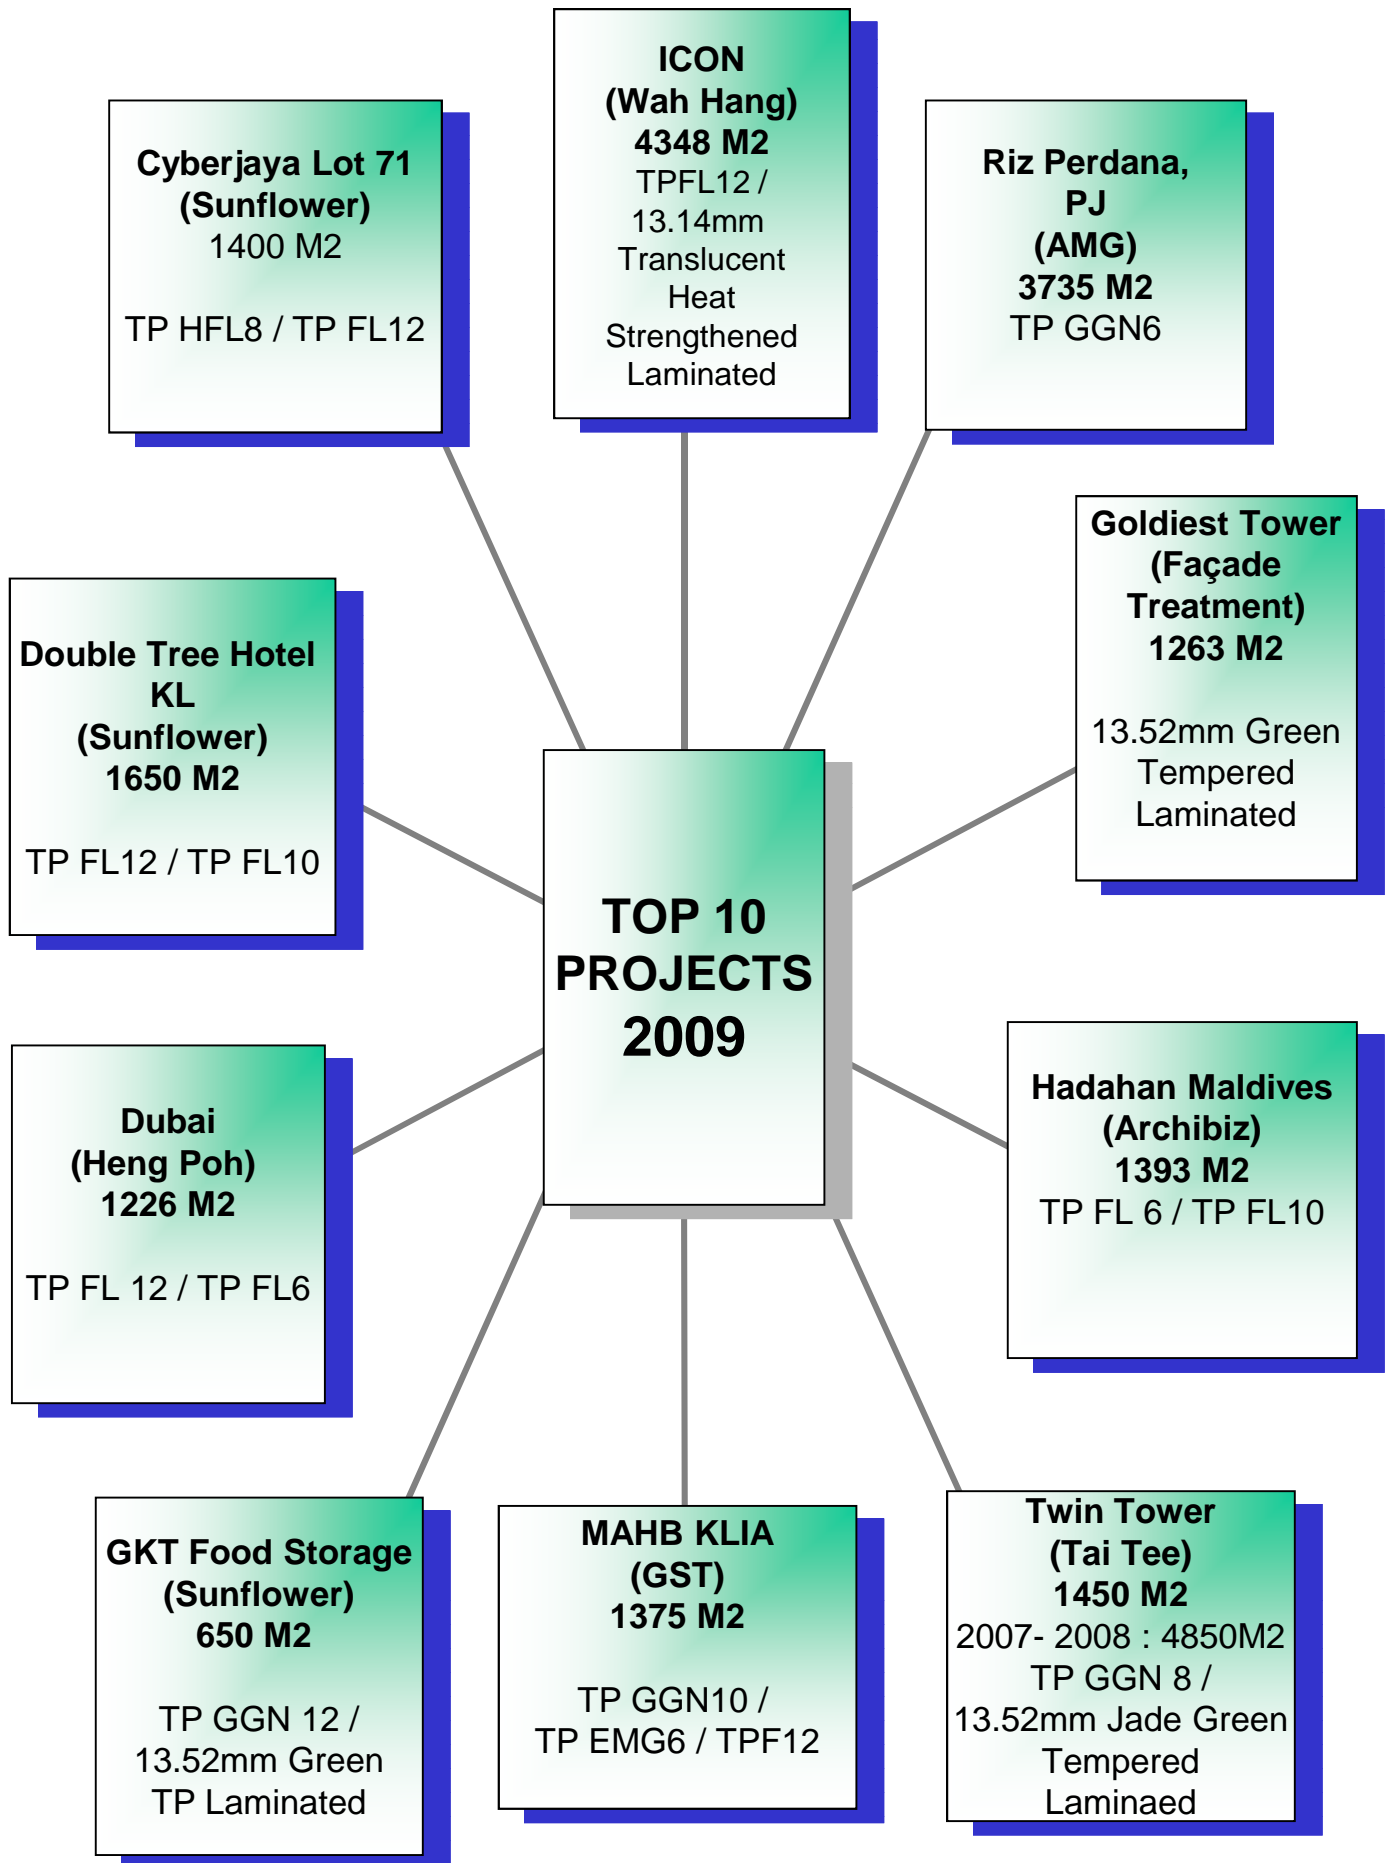 ICON
(Wah Hang)
4348 M2
TPFL12 /
13.14mm
Translucent
Heat
Strengthened
Laminated
Cyberjaya Lot 71
(Sunflower)
1400 M2
TP HFL8 / TP FL12
Riz Perdana,
PJ
(AMG)
3735 M2
TP GGN6
Goldiest Tower
(Façade
Treatment)
1263 M2
13.52mm Green
Tempered
Laminated
Double Tree Hotel
KL
(Sunflower)
1650 M2
TP FL12 / TP FL10
TOP 10
PROJECTS
2009
Dubai
(Heng Poh)
1226 M2
TP FL 12 / TP FL6
Hadahan Maldives
(Archibiz)
1393 M2
TP FL 6 / TP FL10
GKT Food Storage
(Sunflower)
650 M2
TP GGN 12 /
13.52mm Green
TP Laminated
MAHB KLIA
(GST)
1375 M2
TP GGN10 /
TP EMG6 / TPF12
Twin Tower
(Tai Tee)
1450 M2
2007- 2008 : 4850M2
TP GGN 8 /
13.52mm Jade Green
Tempered
Laminaed